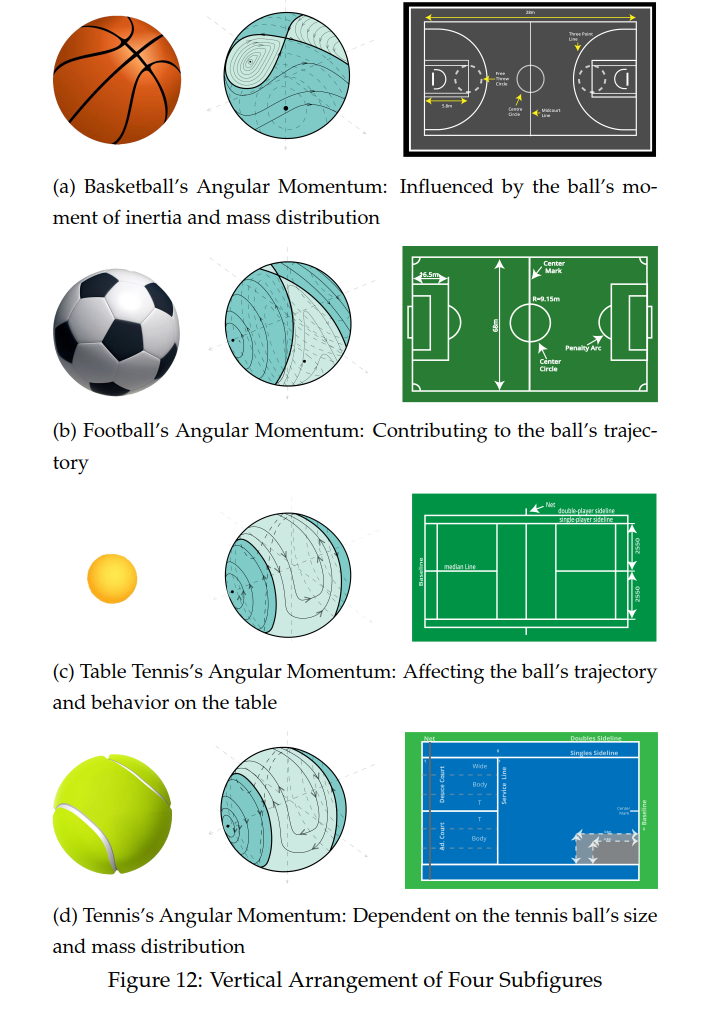 28m
Three Point
Line
Free
Throw
Circle
5.8m
Centre
Circle
Midcourt
Line
(a) Basketball's Angular Momentum: Influenced by the ball's mo-
ment of inertia and mass distribution
16.5m
Center
Mark
R=9.15m
68m
Penalty Arc
Center
Circle
(b) Football's Angular Momentum: Contributing to the ball's trajec-
tory
Net
double-player sideline
single-player sideline
Baseline
median Line
2550
2550
(c) Table Tennis's Angular Momentum: Affecting the ball's trajectory
and behavior on the table
Net
Doubles Sideline
Singles Sideline
Deuce Court
Wide
Body
T
Service Line
T
Body
Ad. Court
Center
Mark
Baseline
(d) Tennis's Angular Momentum: Dependent on the tennis ball's size
and mass distribution
Figure 12: Vertical Arrangement of Four Subfigures